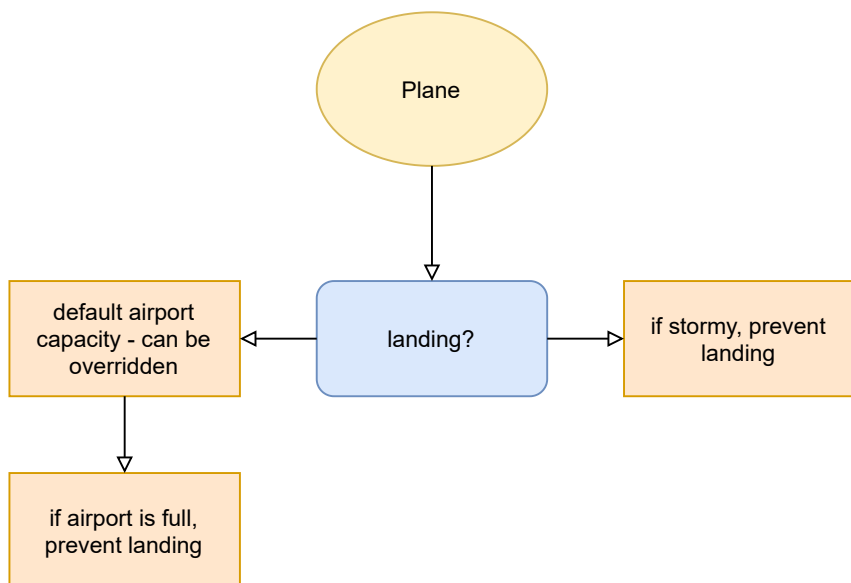 Plane
default airport
capacity - can be
overridden
landing?
if stormy, prevent
landing
if airport is full,
prevent landing